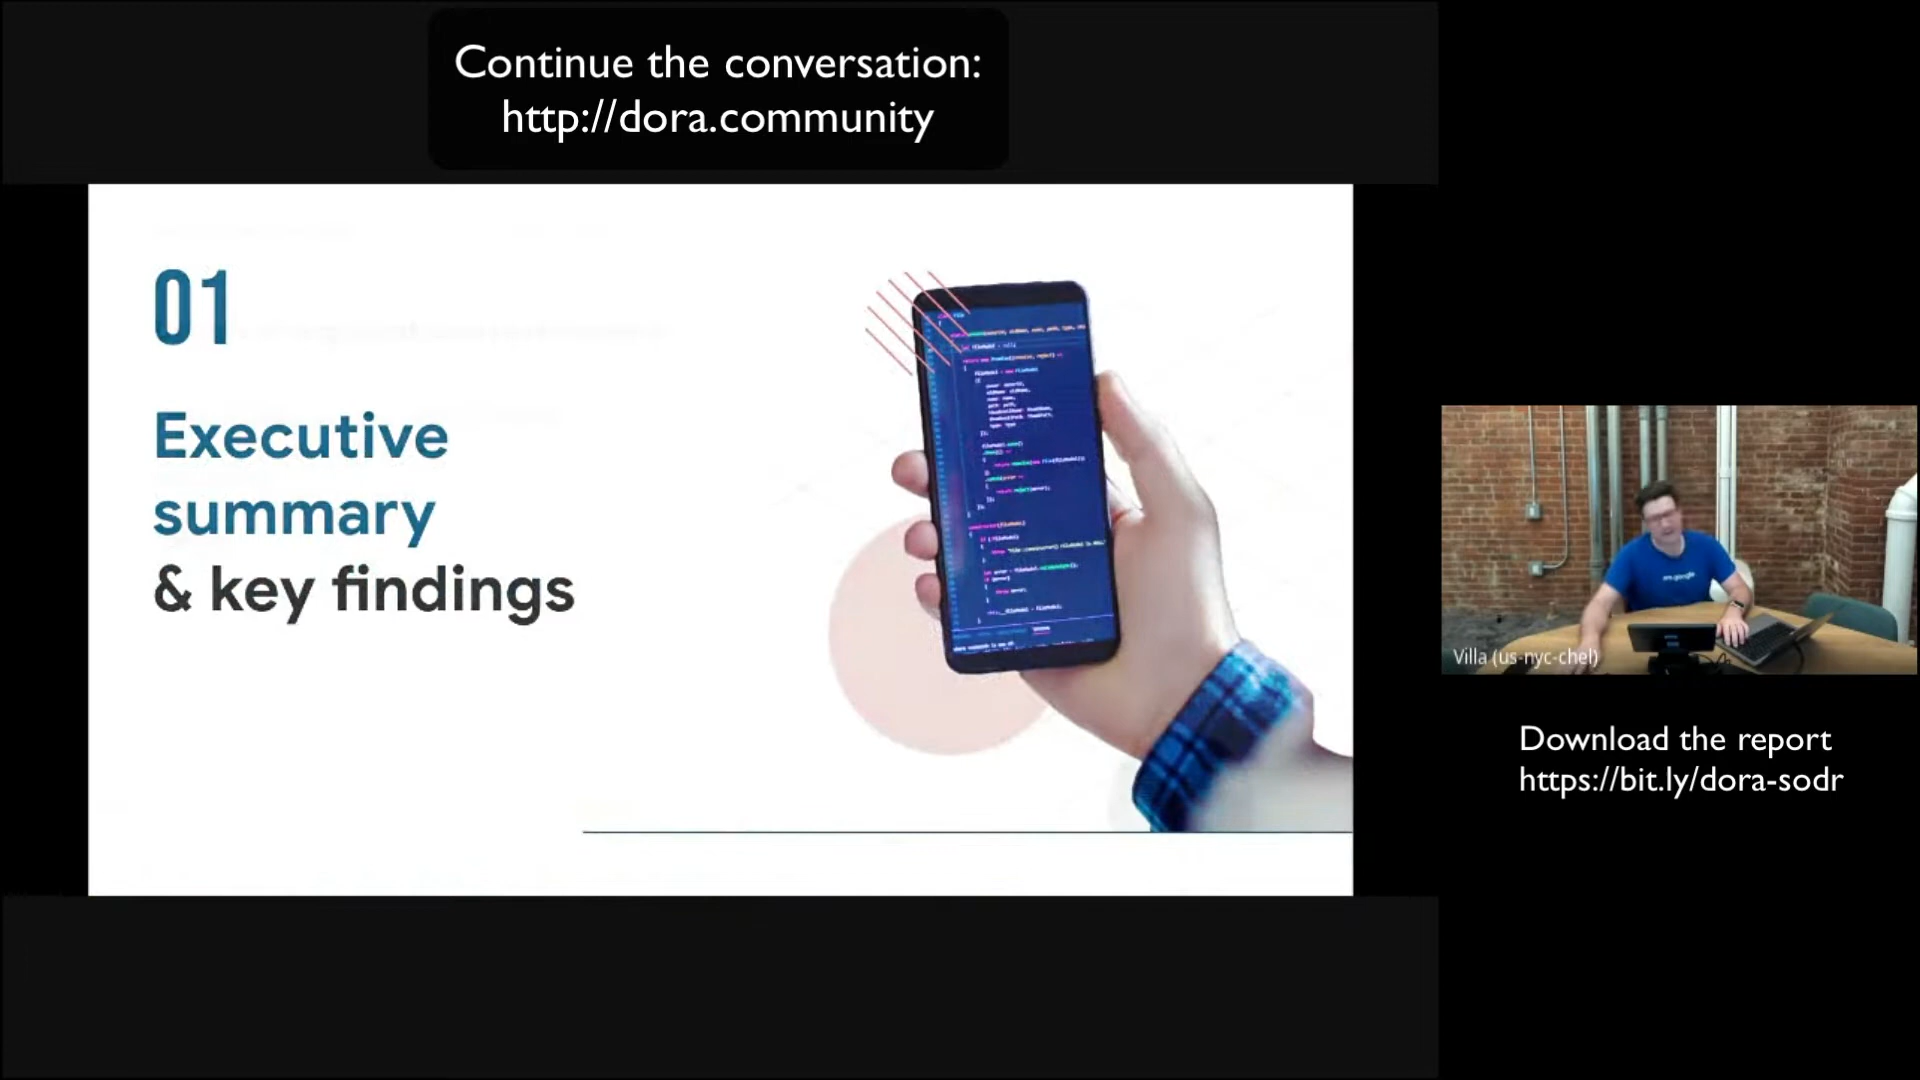 Continue the conversation:
http://dora.community
01
Executive
summary
& key findings
Villa (us-nyc-chel)
Download the report
https://bit.ly/dora-sodr